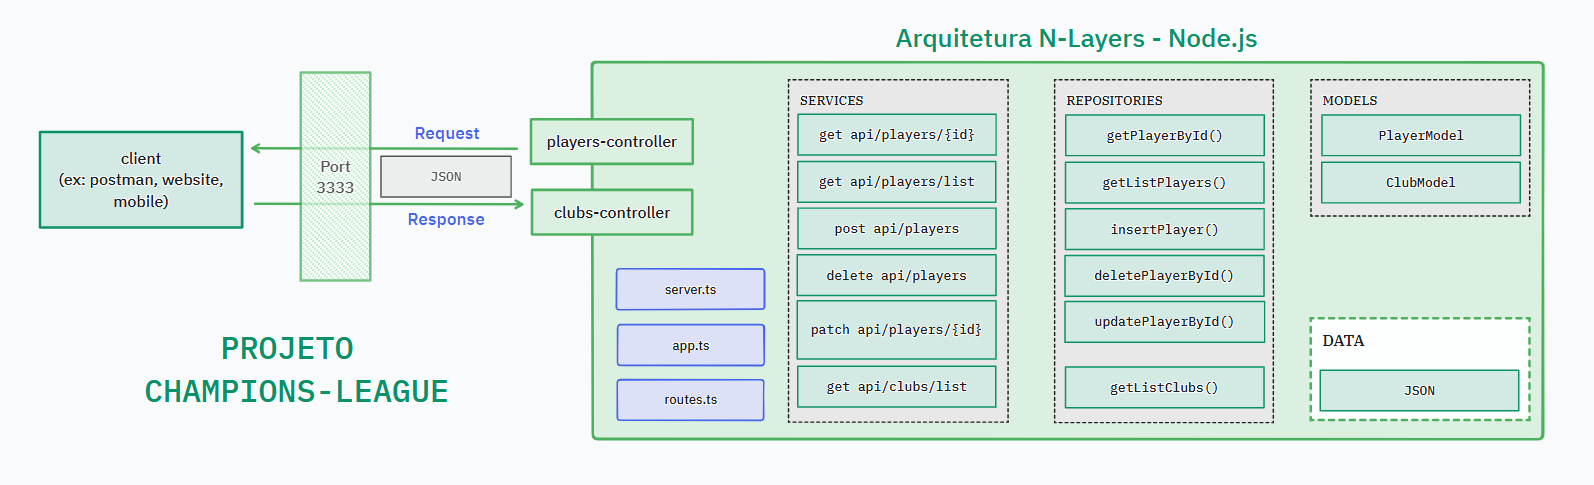 Arquitetura N-Layers - Node.js
client
(ex: postman, website,
mobile)
Port
3333
Request
JSON
Response
players-controller
clubs-controller
server.ts
app.ts
routes.ts
SERVICES
get api/players/{id}
get api/players/list
post api/players
delete api/players
patch api/players/{id}
get api/clubs/list
REPOSITORIES
getPlayerById()
getListPlayers()
insertPlayer()
deletePlayerById()
updatePlayerById()
getListClubs()
MODELS
PlayerModel
ClubModel
DATA
JSON
PROJETO
CHAMPIONS-LEAGUE